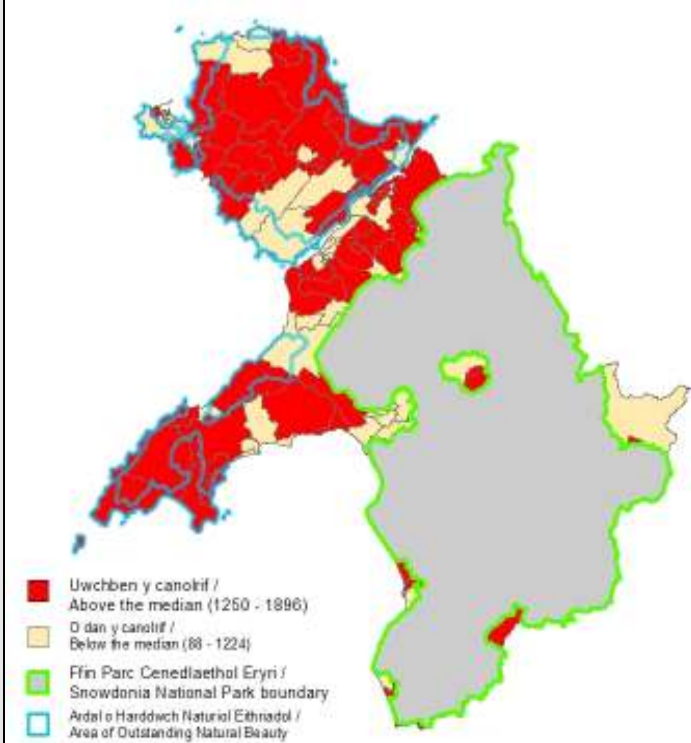 Uwchben y canolrif /
Above the median (1250 - 1896)
O dan y canolrif /
Below the median (88 - 1224)
Ffin Parc Cenedlaethol Eryri /
Snowdonia National Park boundary
Ardal o Harddwch Naturiol Eithriadol /
Area of Outstanding Natural Beauty